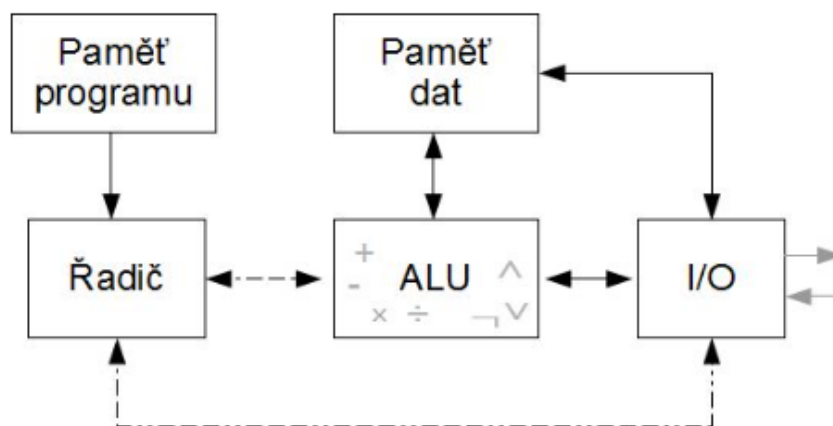 Paměť
programu
Paměť
dat
Řadič
ALU
+
-
×
÷
¬
∧
∨
I/O